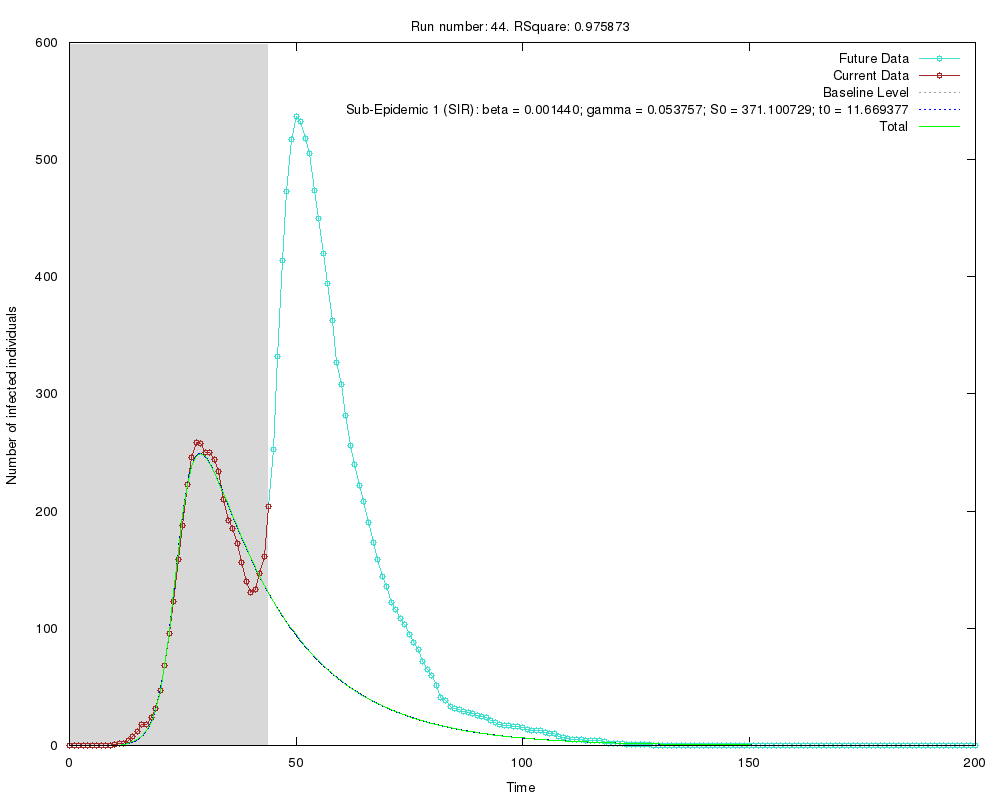 Run number: 44. RSquare: 0.975873
Future Data
Current Data
Baseline Level
Sub-Epidemic 1 (SIR): beta = 0.001440; gamma = 0.053757; S0 = 371.100729; t0 = 11.669377
Total
600
500
400
300
200
100
0
Number of infected individuals
0 50 100 150 200
Time